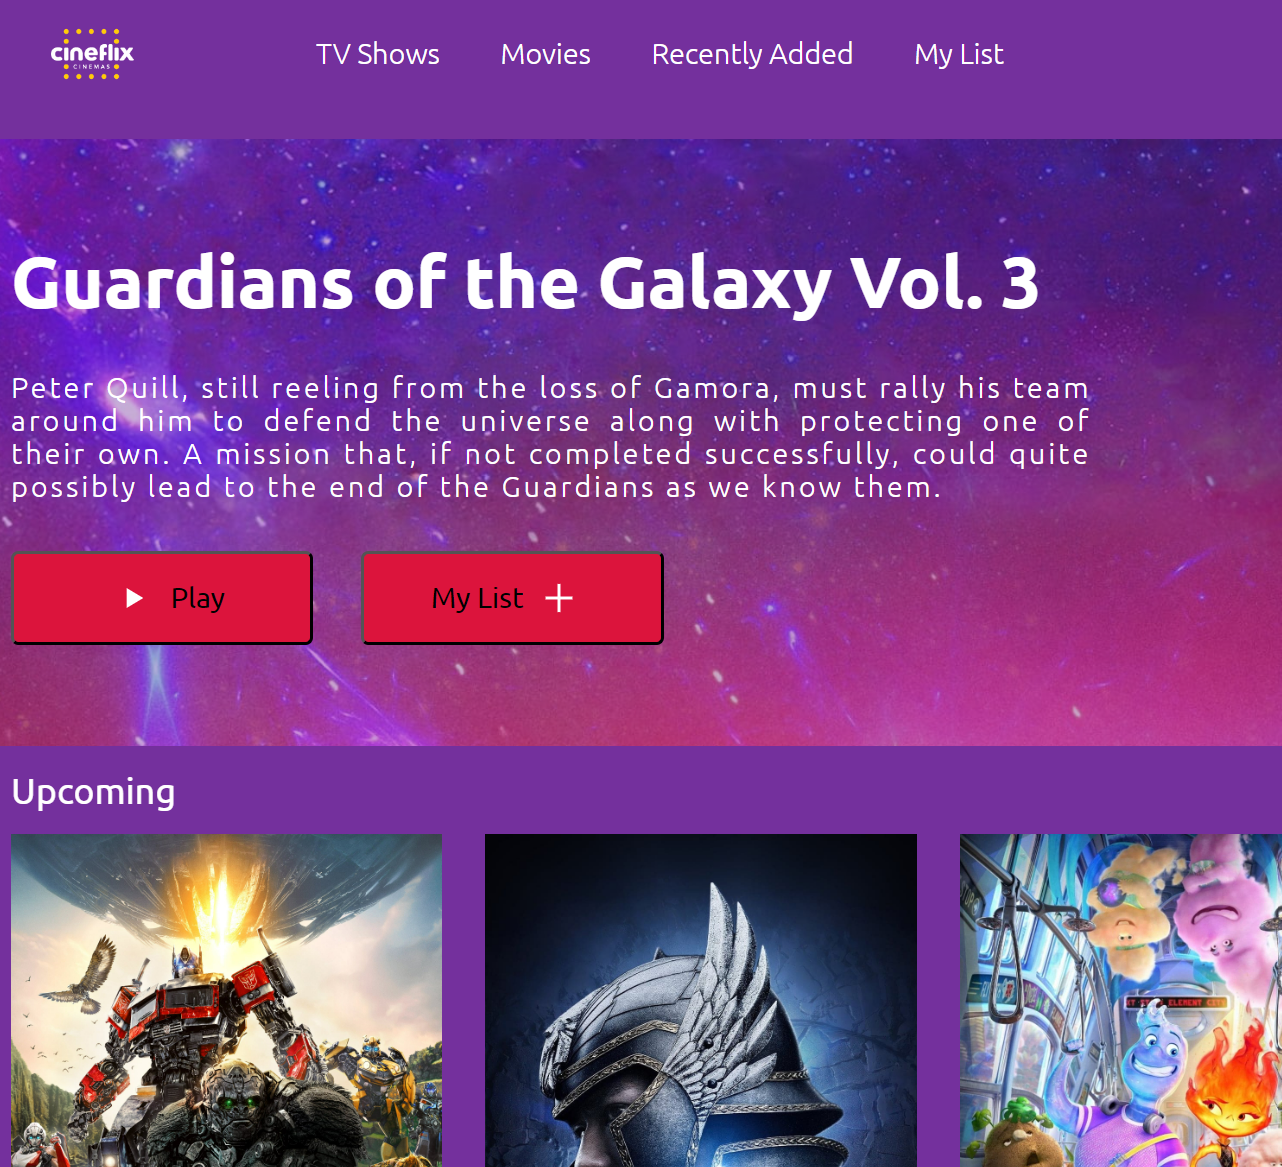 cineflix
CINEMAS
TV Shows
Movies
Recently Added
My List
Guardians of the Galaxy Vol. 3
Peter Quill, still reeling from the loss of Gamora, must rally his team
around him to defend the universe along with protecting one of
their own. A mission that, if not completed successfully, could quite
possibly lead to the end of the Guardians as we know them.
Play
My List
Upcoming
ELEMENT CITY